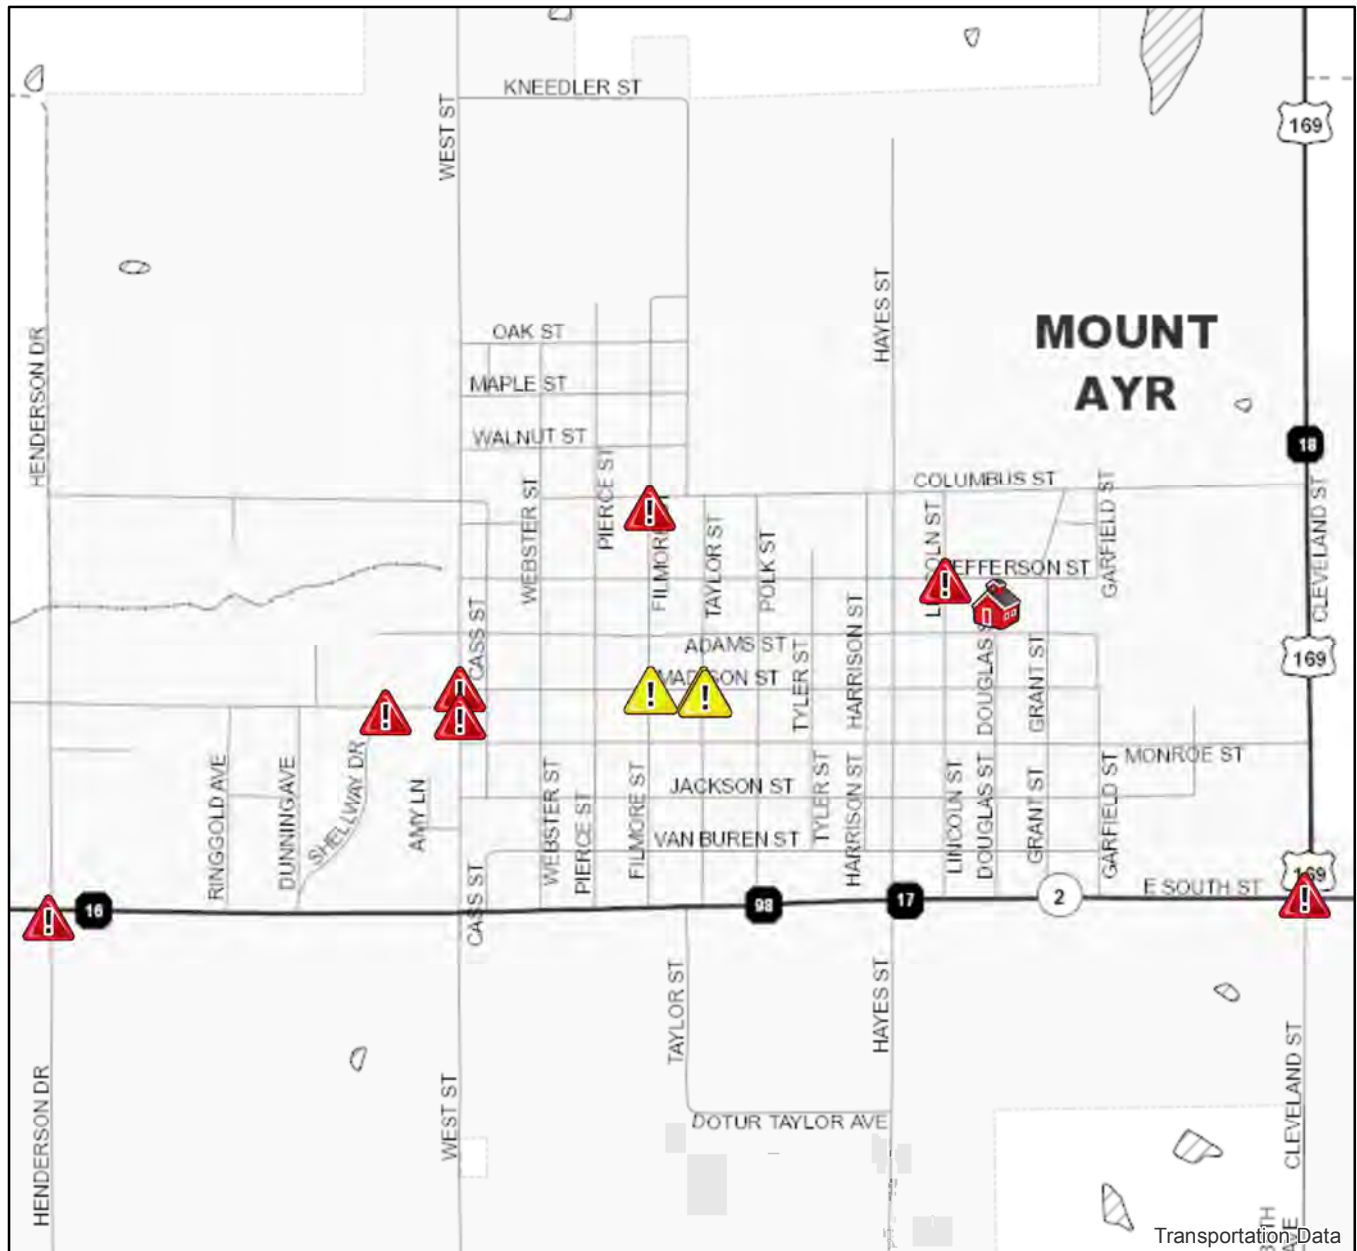 KNEEDLER ST
WEST ST
169
HAYES ST
MOUNT
AYR
OAK ST
HENDERSON DR
MAPLE ST
WALNUT ST
18
COLUMBUS ST
PIERCE ST
WEBSTER ST
TAYLOR ST
POLK ST
GARFIELD ST
CLEVELAND ST
!
!
EFFERSON ST
CASS ST
HARRISON ST
ADAMS ST
TYLER ST
DOUGLAS
GRANT ST
169
!
!
!
!
!
MONROE ST
RINGGOLD AVE
DUNNING AVE
SHELLWAY DR
AMY LN
WEBSTER ST
PIERCE ST
FILMORE ST
JACKSON ST
TYLER ST
HARRISON ST
LINCOLN ST
DOUGLAS ST
GRANT ST
GARFIELD ST
VAN BUREN ST
169
E SOUTH ST
!
16
CASS ST
98
17
2
!
TAYLOR ST
HAYES ST
HENDERSON DR
WEST ST
CLEVELAND ST
DOTUR TAYLOR AVE
AVE
Transportation Data